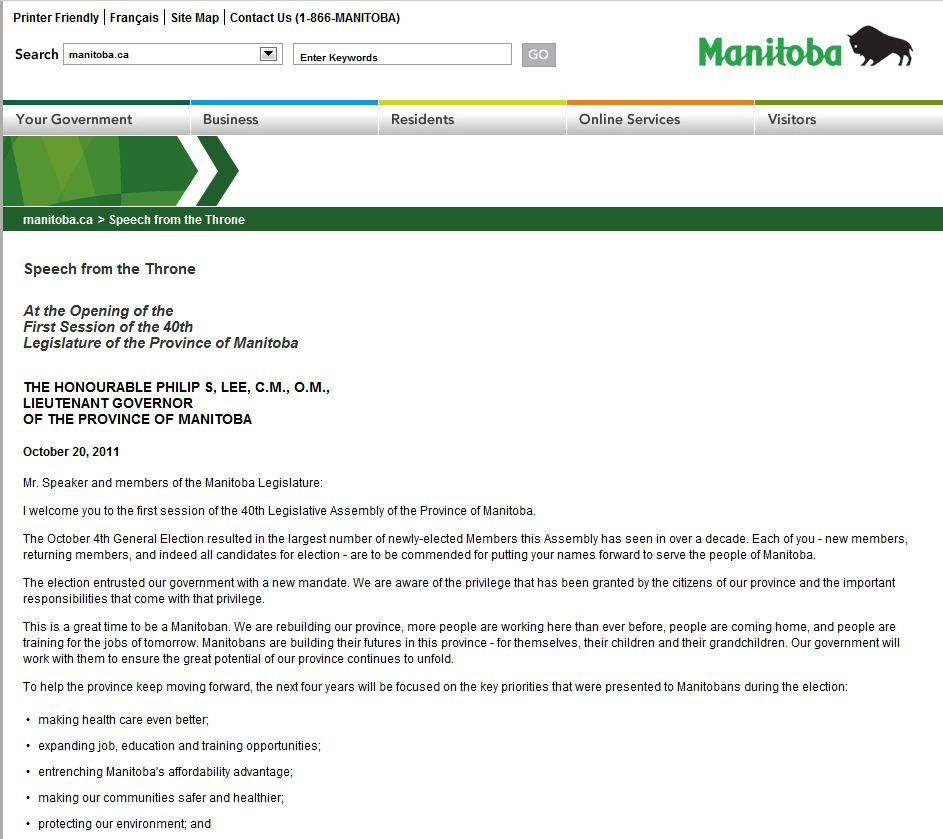 Printer Friendly | Français | Site Map | Contact Us (1-866-MANITOBA)
Search manitoba.ca Enter Keywords GO
Manitoba
Your Government Business Residents Online Services Visitors
manitoba.ca > Speech from the Throne
Speech from the Throne
At the Opening of the
First Session of the 40th
Legislature of the Province of Manitoba
THE HONOURABLE PHILIP S, LEE, C.M., O.M.,
LIEUTENANT GOVERNOR
OF THE PROVINCE OF MANITOBA
October 20, 2011
Mr. Speaker and members of the Manitoba Legislature:
I welcome you to the first session of the 40th Legislative Assembly of the Province of Manitoba.
The October 4th General Election resulted in the largest number of newly-elected Members this Assembly has seen in over a decade. Each of you - new members,
returning members, and indeed all candidates for election - are to be commended for putting your names forward to serve the people of Manitoba.
The election entrusted our government with a new mandate. We are aware of the privilege that has been granted by the citizens of our province and the important
responsibilities that come with that privilege.
This is a great time to be a Manitoban. We are rebuilding our province, more people are working here than ever before, people are coming home, and people are
training for the jobs of tomorrow. Manitobans are building their futures in this province - for themselves, their children and their grandchildren. Our government will
work with them to ensure the great potential of our province continues to unfold.
To help the province keep moving forward, the next four years will be focused on the key priorities that were presented to Manitobans during the election:
• making health care even better;
• expanding job, education and training opportunities;
• entrenching Manitoba's affordability advantage;
• making our communities safer and healthier;
• protecting our environment; and